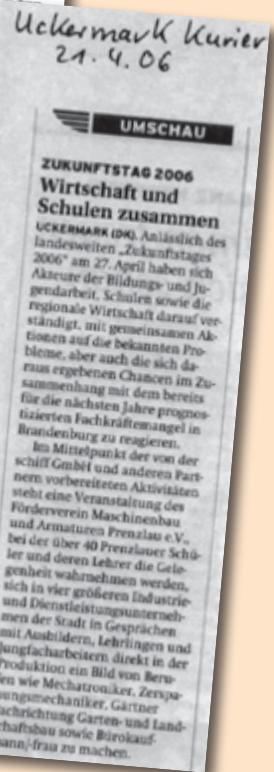 Uckermark Kurier
21.4.06
UMSCHAU
ZUKUNFTSTAG 2006
Wirtschaft und
Schulen zusammen
UCKERMARK (DK). Anlässlich des
landesweiten „Zukunftstages
2006“ am 27. April haben sich
Akteure der Bildungs- und Ju-
gendarbeit, Schulen sowie die
regionale Wirtschaft darauf ver-
ständigt, mit gemeinsamen Ak-
tionen auf die bekannten Pro-
bleme, aber auch die sich da-
raus ergebenen Chancen im Zu-
sammenhang mit dem bereits
für die nächsten Jahre prognos-
tizierten Fachkräftemangel in
Brandenburg zu reagieren.
Im Mittelpunkt der von der
schiff GmbH und anderen Part-
nern vorbereiteten Aktivitäten
steht eine Veranstaltung des
Förderverein Maschinenbau
und Armaturen Prenzlau e.V.,
bei der über 40 Prenzlauer Schü-
ler und deren Lehrer die Gele-
genheit wahrnehmen werden,
sich in vier größeren Industrie-
und Dienstleistungsunterneh-
men der Stadt in Gesprächen
mit Ausbildern, Lehrlingen und
Jungfacharbeitern direkt in der
Produktion ein Bild von Beru-
fen wie Mechatroniker, Zerspa-
nungsmechaniker, Gärtner
achrichtung Garten- und Land-
chaftsbau sowie Bürokauf-
ann/-frau zu machen.